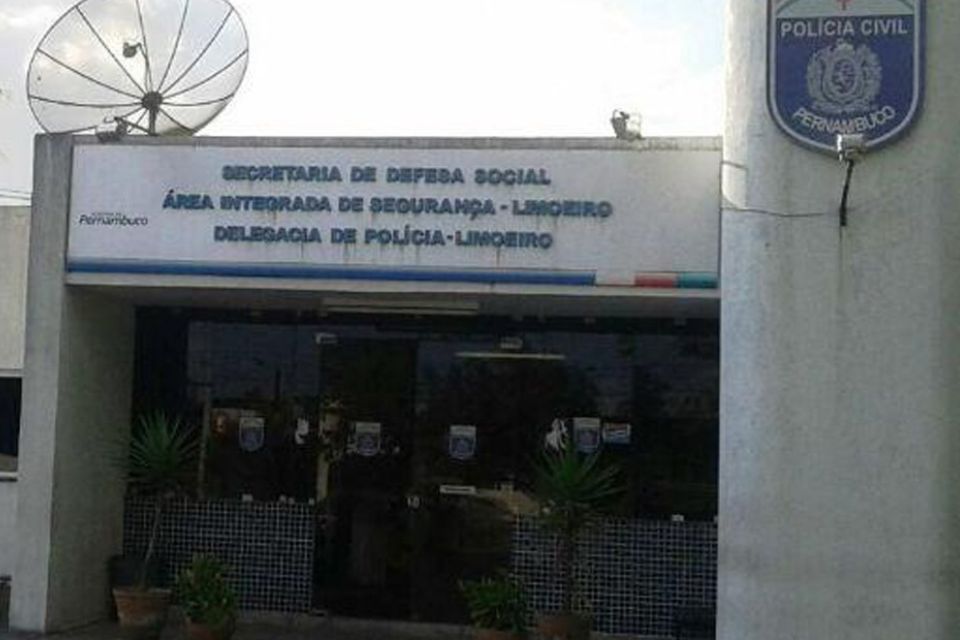 POLÍCIA CIVIL
PERNAMBUCO
SECRETARIA DE DEFESA SOCIAL
ÁREA INTEGRADA DE SEGURANÇA - LIMOEIRO
Pernambuco
DELEGACIA DE POLÍCIA - LIMOEIRO